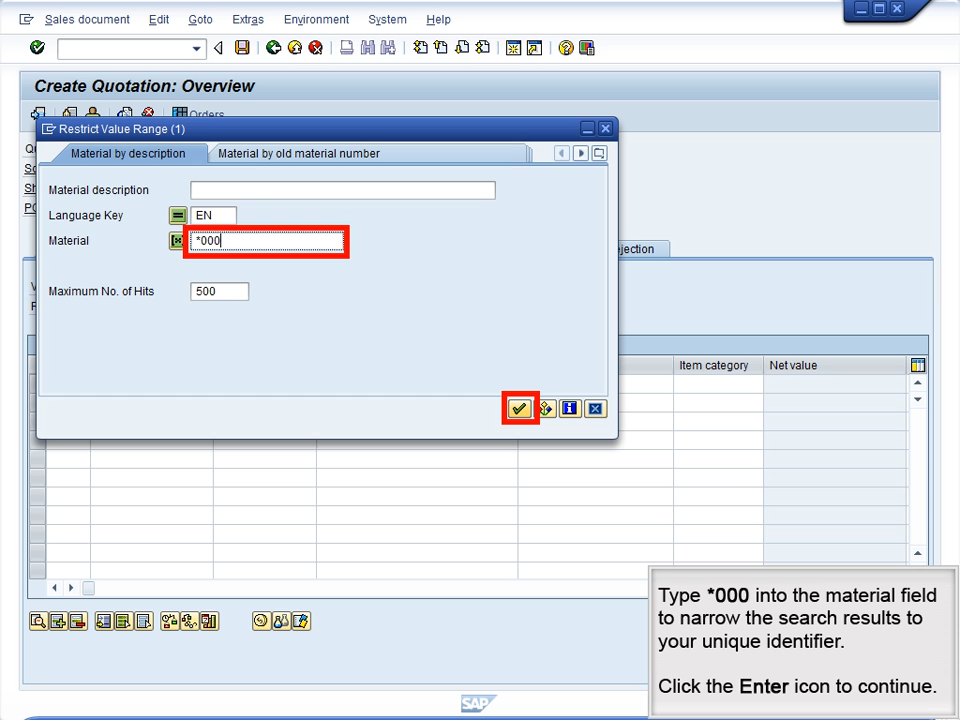 Sales document Edit Goto Extras Environment System Help
Create Quotation: Overview
Orders
Restrict Value Range (1)
Material by description Material by old material number
Material description
Language Key EN
Material *000
Maximum No. of Hits 500
ejection
Item category Net value
Type *000 into the material field
to narrow the search results to
your unique identifier.
Click the Enter icon to continue.
SAP